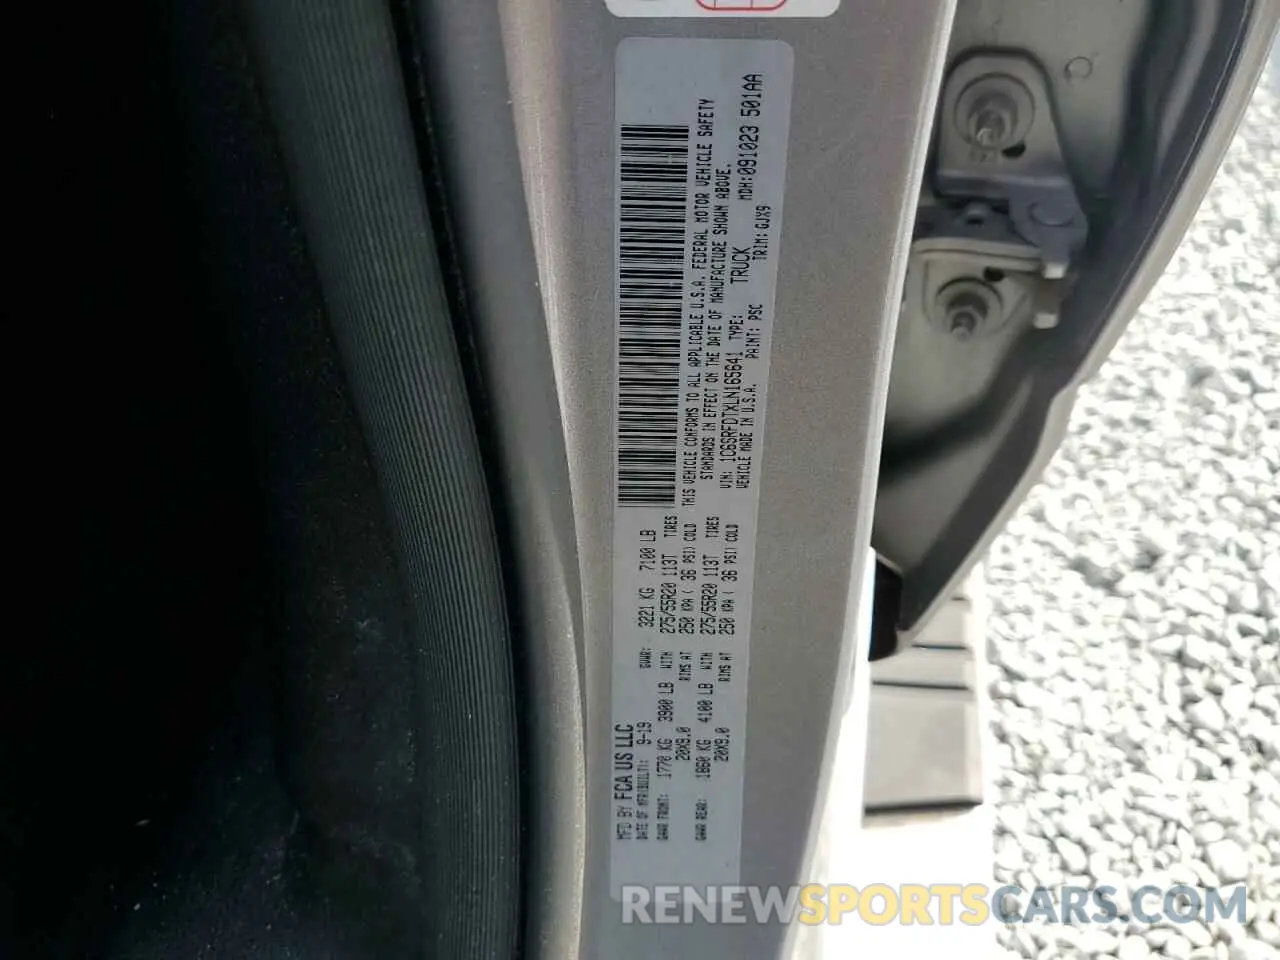 MFD BY FCA US LLC
DATE OF MFR(BUILT): 9-19 GVWR: 3221 KG 7100 LB
GAWR FRONT: 1770 KG 3900 LB WITH 275/55R20 113T TIRES
20X9.0 RIMS AT 250 KPA ( 36 PSI) COLD
GAWR REAR: 1860 KG 4100 LB WITH 275/55R20 113T TIRES
20X9.0 RIMS AT 250 KPA ( 36 PSI) COLD
THIS VEHICLE CONFORMS TO ALL APPLICABLE U.S.A. FEDERAL MOTOR VEHICLE SAFETY
STANDARDS IN EFFECT ON THE DATE OF MANUFACTURE SHOWN ABOVE.
VIN: 1C6SRFDTXLN165641 TYPE: TRUCK MDH:091023 501AA
VEHICLE MADE IN U.S.A. PAINT: PSC TRIM: GJX9
RENEWSPORTSCARS.COM